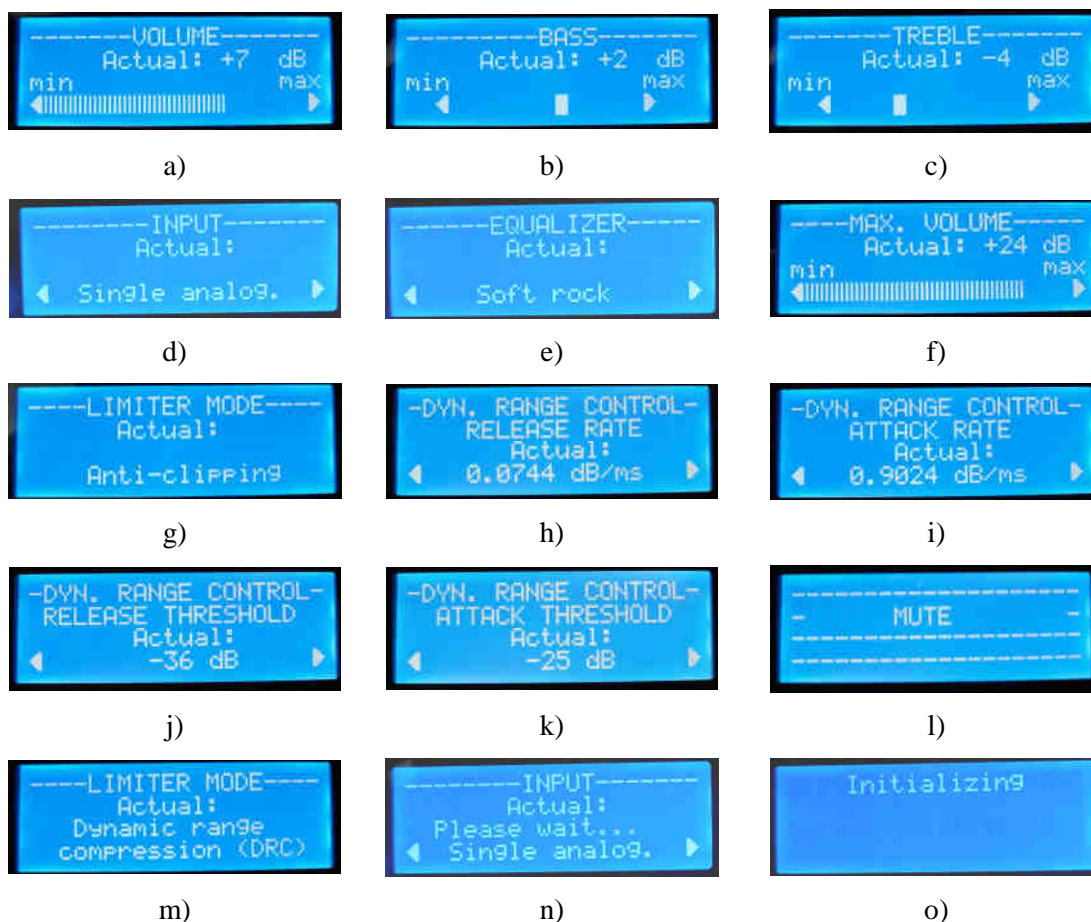 -------VOLUME-------
Actual: +7 dB
min max
a)
--------BASS--------
Actual: +2 dB
min max
b)
-------TREBLE-------
Actual: -4 dB
min max
c)
-------INPUT-------
Actual:
Single analog.
d)
-----EQUALIZER-----
Actual:
Soft rock
e)
----MAX. VOLUME-----
Actual: +24 dB
min max
f)
----LIMITER MODE----
Actual:
Anti-clipping
g)
-DYN. RANGE CONTROL-
RELEASE RATE
Actual:
0.0744 dB/ms
h)
-DYN. RANGE CONTROL-
ATTACK RATE
Actual:
0.9024 dB/ms
i)
-DYN. RANGE CONTROL-
RELEASE THRESHOLD
Actual:
-36 dB
j)
-DYN. RANGE CONTROL-
ATTACK THRESHOLD
Actual:
-25 dB
k)
--------------------
- MUTE -
--------------------
--------------------
l)
----LIMITER MODE----
Actual:
Dynamic range
compression (DRC)
m)
-------INPUT-------
Actual:
Please wait...
Single analog.
n)
Initializing
o)